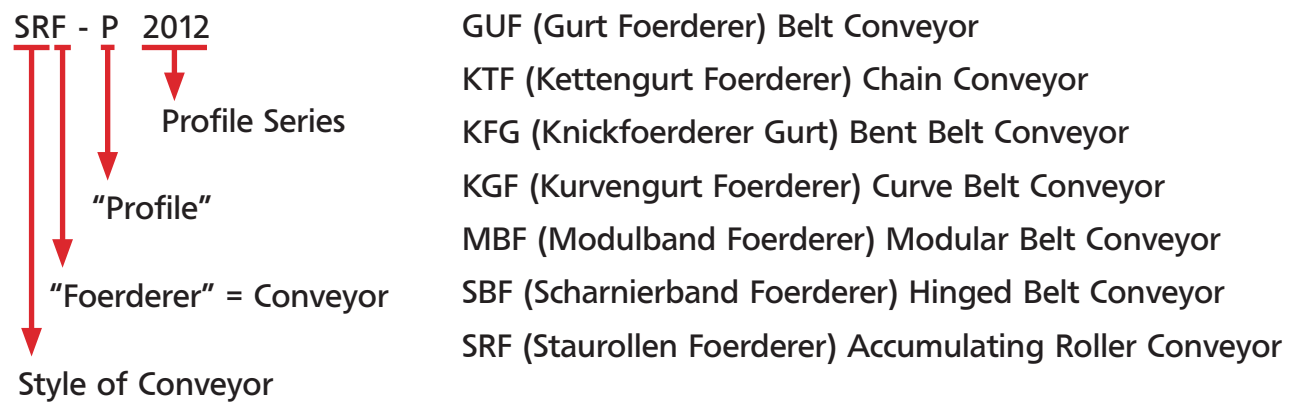 SRF - P 2012
Profile Series
"Profile"
"Foerderer" = Conveyor
Style of Conveyor
GUF (Gurt Foerderer) Belt Conveyor
KTF (Kettengurt Foerderer) Chain Conveyor
KFG (Knickfoerderer Gurt) Bent Belt Conveyor
KGF (Kurvengurt Foerderer) Curve Belt Conveyor
MBF (Modulband Foerderer) Modular Belt Conveyor
SBF (Scharnierband Foerderer) Hinged Belt Conveyor
SRF (Staurollen Foerderer) Accumulating Roller Conveyor